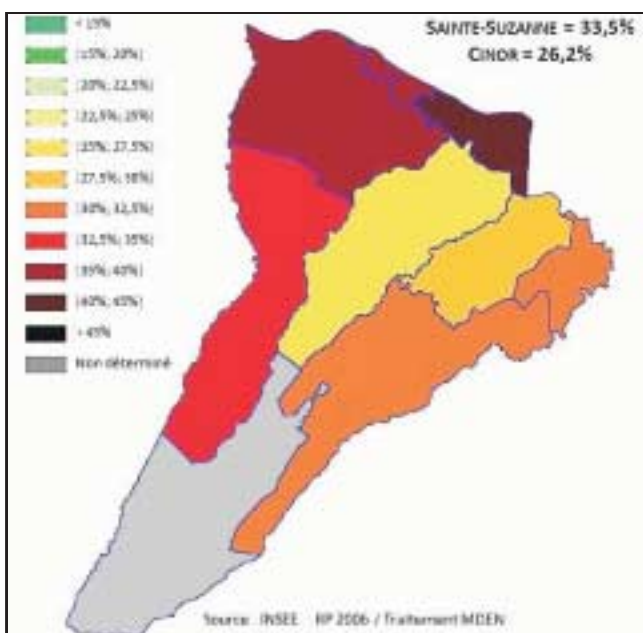 SAINTE-SUZANNE = 33,5%
CINOR = 26,2%
< 15%
[15%; 20%)
[20%; 22,5%)
[22,5%; 25%)
[25%; 27,5%)
[27,5%; 30%)
[30%; 32,5%)
[32,5%; 35%)
[35%; 40%)
[40%; 45%)
> 45%
Non déterminé
Source INSEE RP 2006 / Traitement MDEN